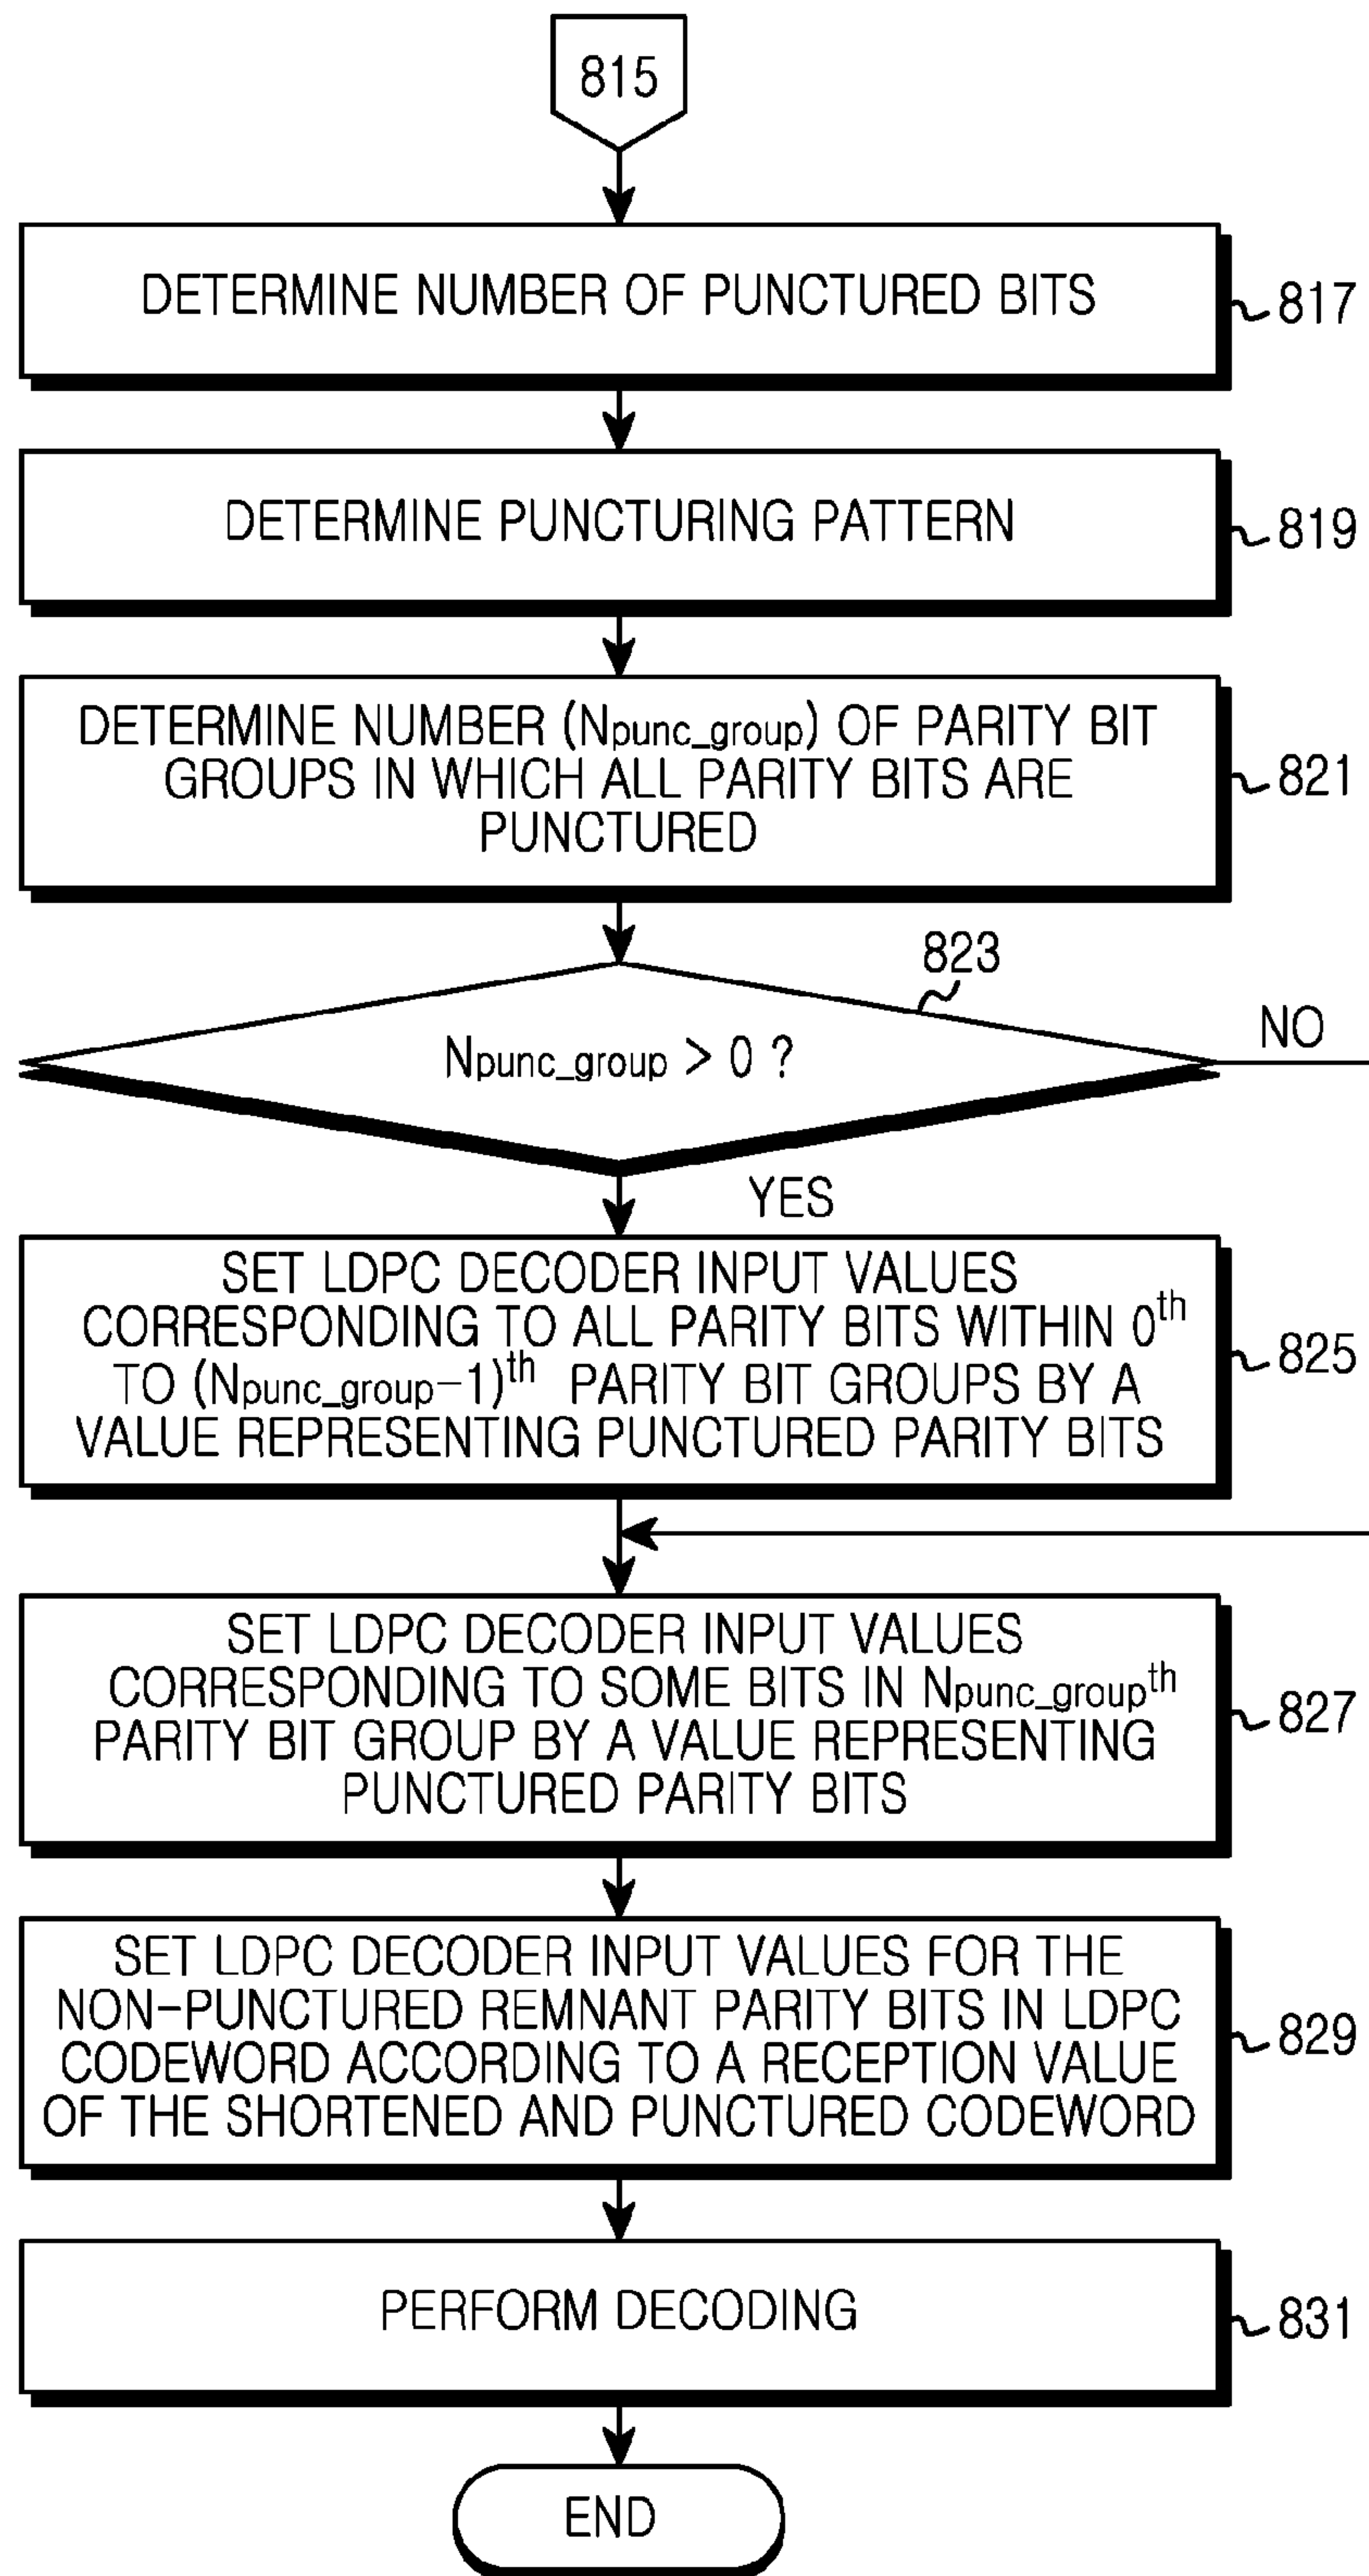 815
DETERMINE NUMBER OF PUNCTURED BITS
817
DETERMINE PUNCTURING PATTERN
819
DETERMINE NUMBER (Npunc_group) OF PARITY BIT
GROUPS IN WHICH ALL PARITY BITS ARE
PUNCTURED
821
823
Npunc_group > 0 ?
NO
YES
SET LDPC DECODER INPUT VALUES
CORRESPONDING TO ALL PARITY BITS WITHIN 0th
TO (Npunc_group-1)th PARITY BIT GROUPS BY A
VALUE REPRESENTING PUNCTURED PARITY BITS
825
SET LDPC DECODER INPUT VALUES
CORRESPONDING TO SOME BITS IN Npunc_groupth
PARITY BIT GROUP BY A VALUE REPRESENTING
PUNCTURED PARITY BITS
827
SET LDPC DECODER INPUT VALUES FOR THE
NON-PUNCTURED REMNANT PARITY BITS IN LDPC
CODEWORD ACCORDING TO A RECEPTION VALUE
OF THE SHORTENED AND PUNCTURED CODEWORD
829
PERFORM DECODING
831
END